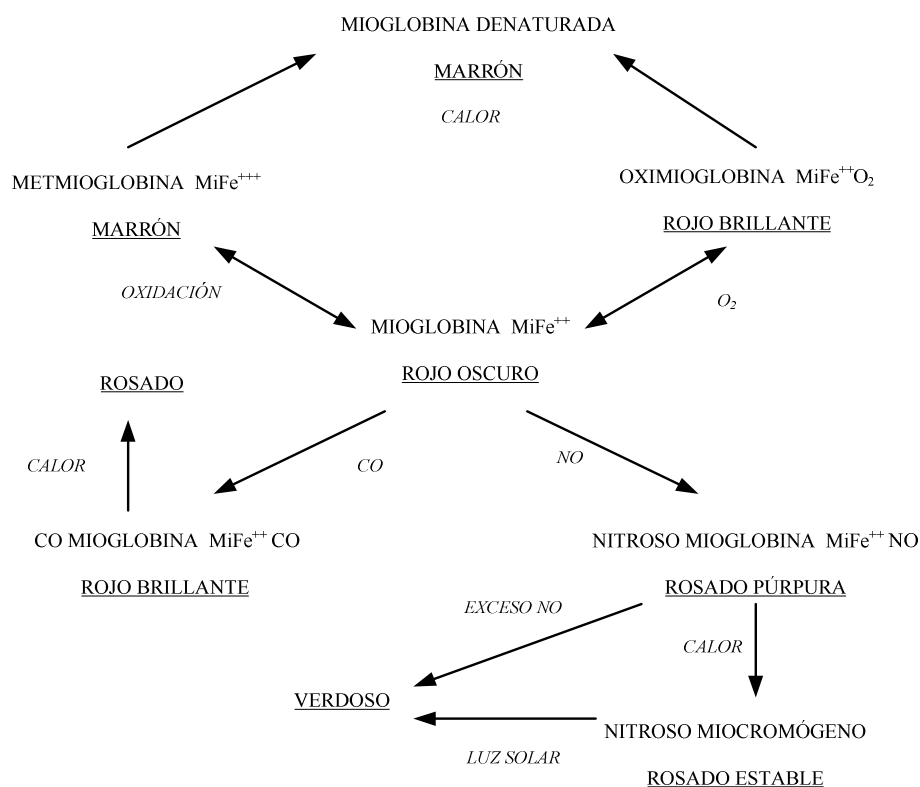 MIOGLOBINA DENATURADA
MARRÓN
CALOR
METMIOGLOBINA MiFe⁺⁺⁺
MARRÓN
OXIMIOGLOBINA MiFe⁺⁺O₂
ROJO BRILLANTE
OXIDACIÓN
O₂
MIOGLOBINA MiFe⁺⁺
ROJO OSCURO
ROSADO
CALOR
CO
NO
CO MIOGLOBINA MiFe⁺⁺ CO
ROJO BRILLANTE
NITROSO MIOGLOBINA MiFe⁺⁺ NO
ROSADO PÚRPURA
EXCESO NO
CALOR
VERDOSO
LUZ SOLAR
NITROSO MIOCROMÓGENO
ROSADO ESTABLE